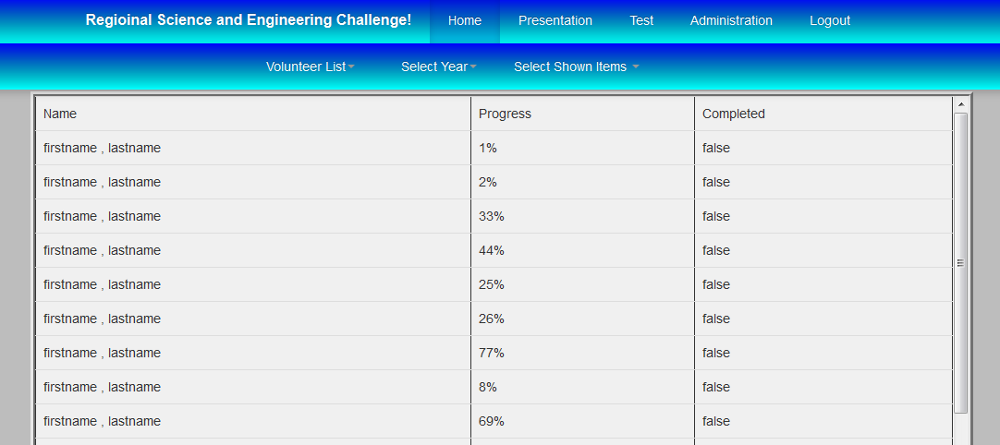 Regioinal Science and Engineering Challenge! Home Presentation Test Administration Logout
Volunteer List Select Year Select Shown Items
Name Progress Completed
firstname , lastname 1% false
firstname , lastname 2% false
firstname , lastname 33% false
firstname , lastname 44% false
firstname , lastname 25% false
firstname , lastname 26% false
firstname , lastname 77% false
firstname , lastname 8% false
firstname , lastname 69% false